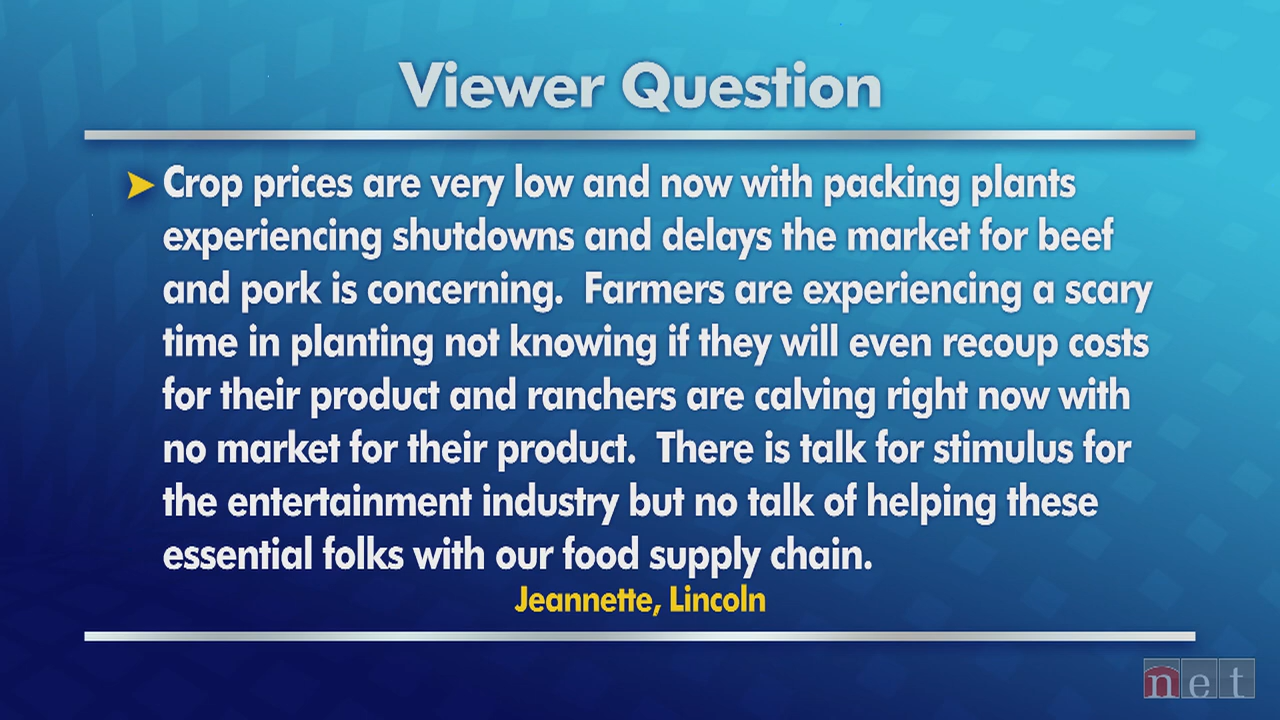 Viewer Question
➤ Crop prices are very low and now with packing plants
experiencing shutdowns and delays the market for beef
and pork is concerning.  Farmers are experiencing a scary
time in planting not knowing if they will even recoup costs
for their product and ranchers are calving right now with
no market for their product.  There is talk for stimulus for
the entertainment industry but no talk of helping these
essential folks with our food supply chain.
Jeannette, Lincoln
net